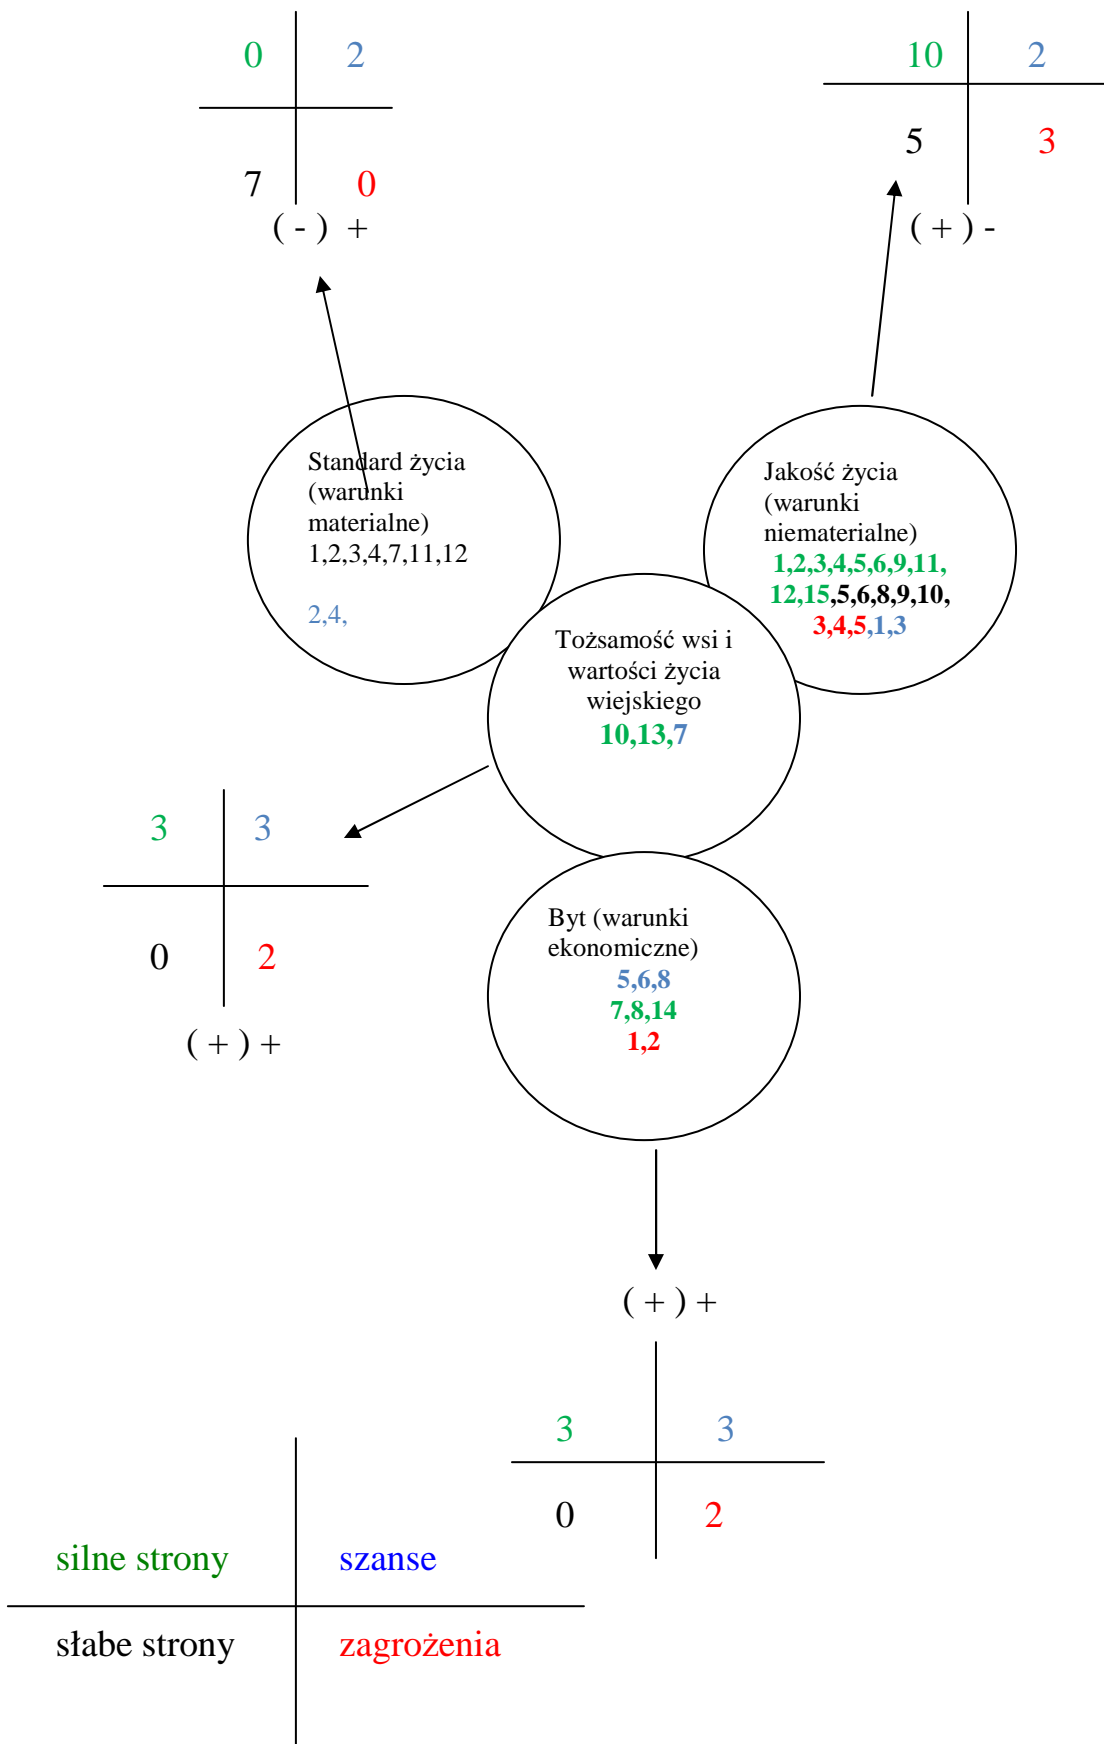 0 2
7 0
( - ) +
10 2
5 3
( + ) -
Standard życia
(warunki
materialne)
1,2,3,4,7,11,12
2,4,
Jakość życia
(warunki
niematerialne)
1,2,3,4,5,6,9,11,
12,15,5,6,8,9,10,
3,4,5,1,3
Tożsamość wsi i
wartości życia
wiejskiego
10,13,7
3 3
0 2
( + ) +
Byt (warunki
ekonomiczne)
5,6,8
7,8,14
1,2
( + ) +
3 3
0 2
silne strony szanse
słabe strony zagrożenia